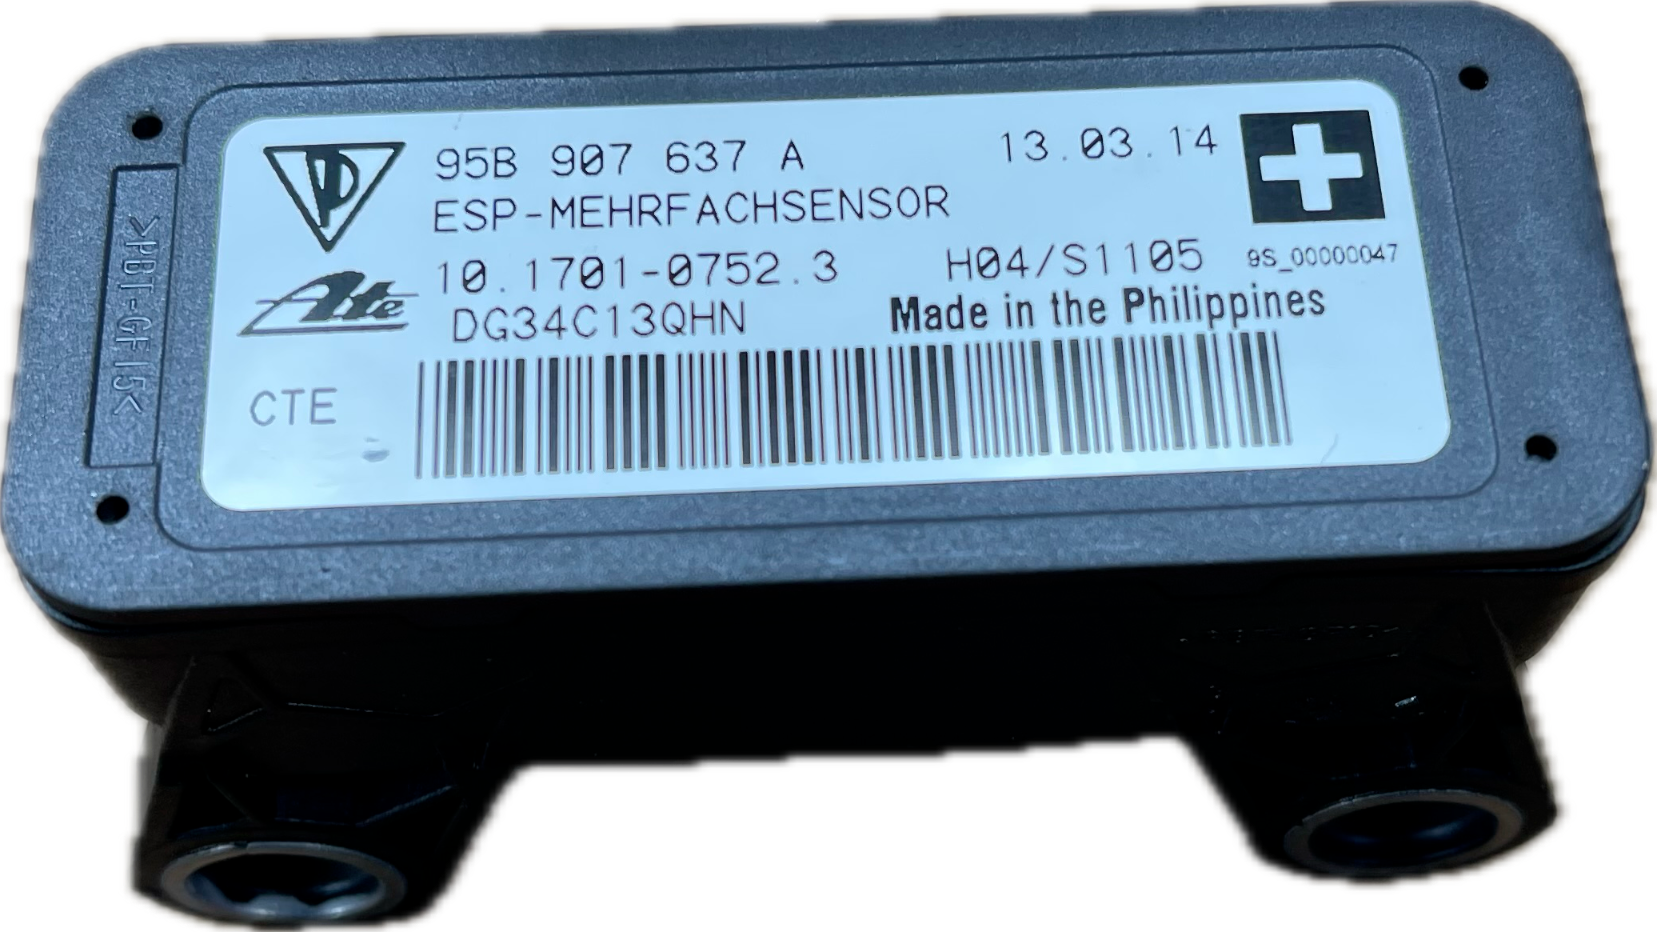 95B 907 637 A 13.03.14
ESP-MEHRFACHSENSOR
10.1701-0752.3 H04/S1105 9S_00000047
Ate DG34C13QHN Made in the Philippines
CTE
>PBT-GF15<